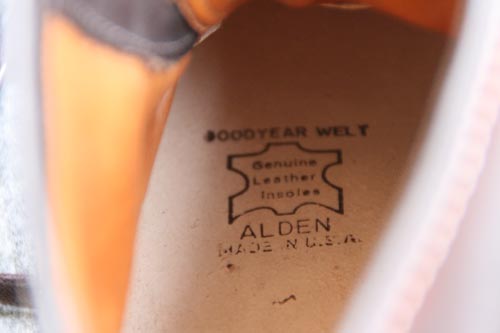 GOODYEAR WELT
Genuine
Leather
Insoles
ALDEN
MADE IN U.S.A.